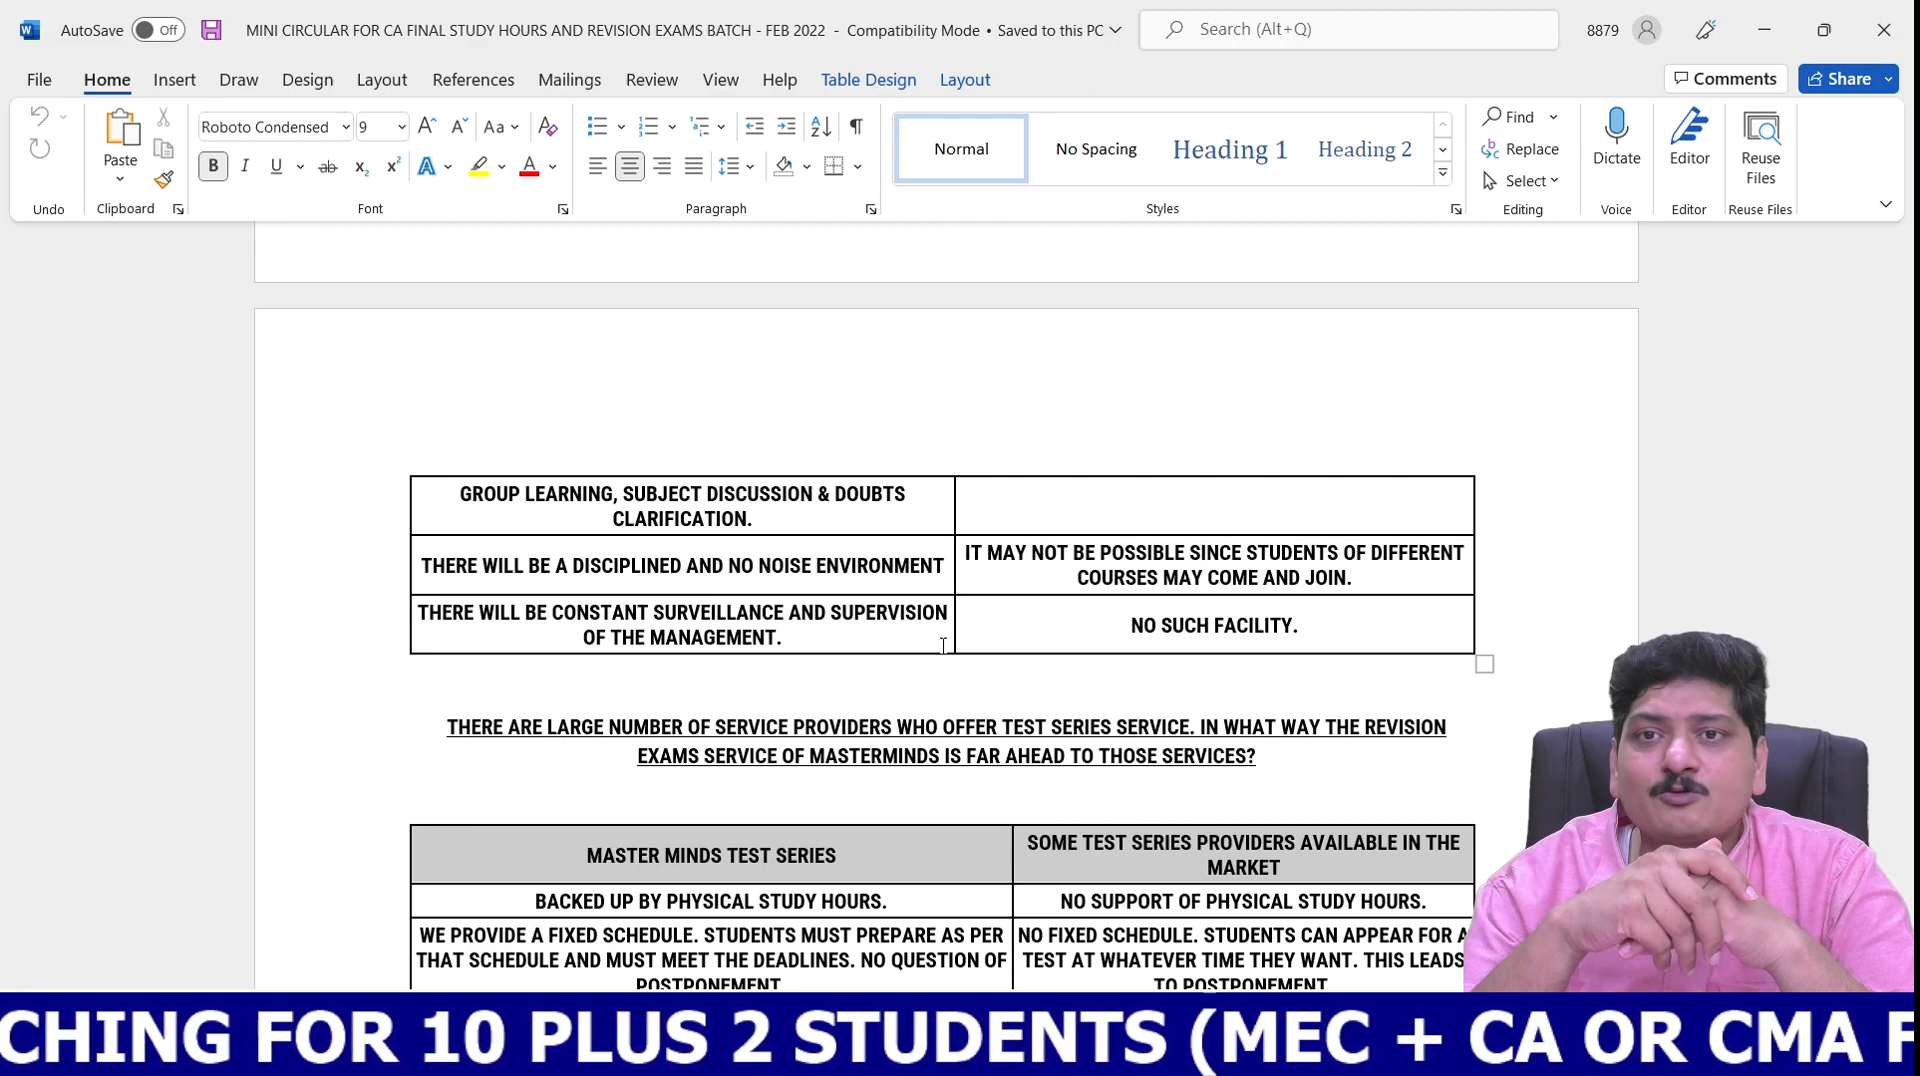 AutoSave Off MINI CIRCULAR FOR CA FINAL STUDY HOURS AND REVISION EXAMS BATCH - FEB 2022 - Compatibility Mode • Saved to this PC Search (Alt+Q) 8879
File Home Insert Draw Design Layout References Mailings Review View Help Table Design Layout Comments Share
Roboto Condensed 9
Paste
Normal No Spacing Heading 1 Heading 2
Find
Replace
Select
Dictate
Editor
Reuse
Files
Undo Clipboard Font Paragraph Styles Editing Voice Editor Reuse Files
GROUP LEARNING, SUBJECT DISCUSSION & DOUBTS
CLARIFICATION.
THERE WILL BE A DISCIPLINED AND NO NOISE ENVIRONMENT
IT MAY NOT BE POSSIBLE SINCE STUDENTS OF DIFFERENT
COURSES MAY COME AND JOIN.
THERE WILL BE CONSTANT SURVEILLANCE AND SUPERVISION
OF THE MANAGEMENT.
NO SUCH FACILITY.
THERE ARE LARGE NUMBER OF SERVICE PROVIDERS WHO OFFER TEST SERIES SERVICE. IN WHAT WAY THE REVISION
EXAMS SERVICE OF MASTERMINDS IS FAR AHEAD TO THOSE SERVICES?
MASTER MINDS TEST SERIES
SOME TEST SERIES PROVIDERS AVAILABLE IN THE
MARKET
BACKED UP BY PHYSICAL STUDY HOURS.
NO SUPPORT OF PHYSICAL STUDY HOURS.
WE PROVIDE A FIXED SCHEDULE. STUDENTS MUST PREPARE AS PER
THAT SCHEDULE AND MUST MEET THE DEADLINES. NO QUESTION OF
POSTPONEMENT
NO FIXED SCHEDULE. STUDENTS CAN APPEAR FOR A
TEST AT WHATEVER TIME THEY WANT. THIS LEADS
TO POSTPONEMENT
CHING FOR 10 PLUS 2 STUDENTS (MEC + CA OR CMA F